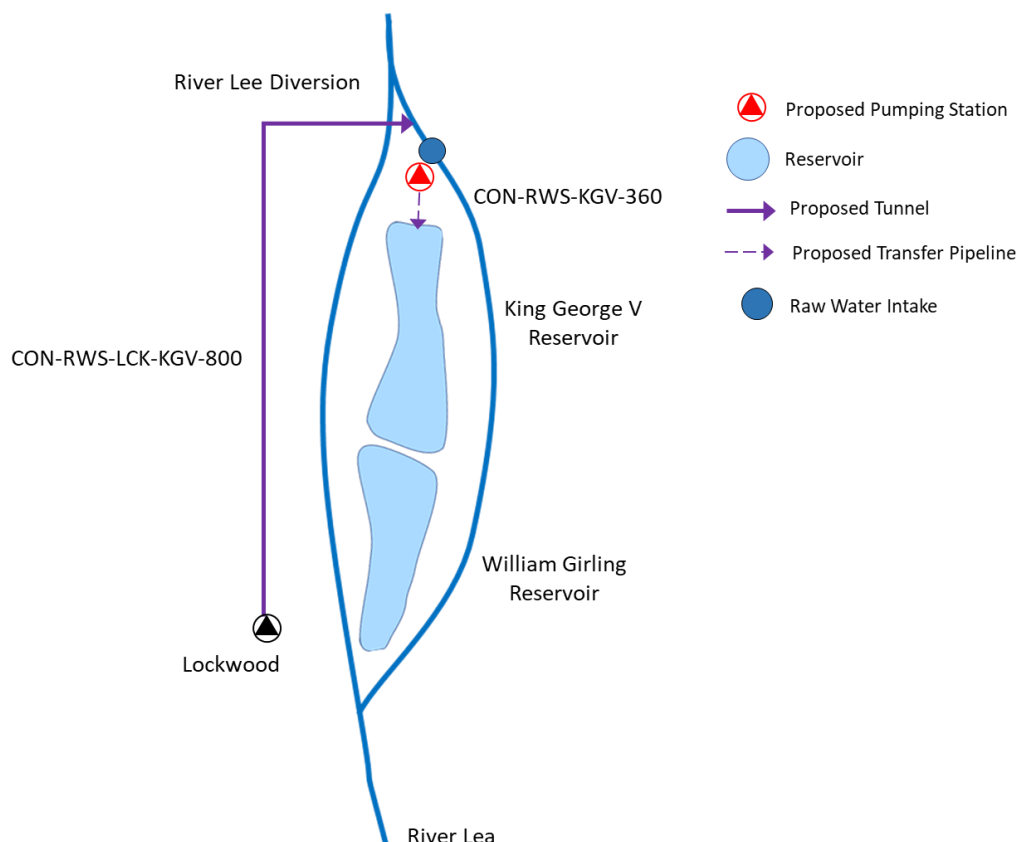 River Lee Diversion
Proposed Pumping Station
Reservoir
CON-RWS-KGV-360
Proposed Tunnel
Proposed Transfer Pipeline
King George V
Reservoir
Raw Water Intake
CON-RWS-LCK-KGV-800
William Girling
Reservoir
Lockwood
River Lea